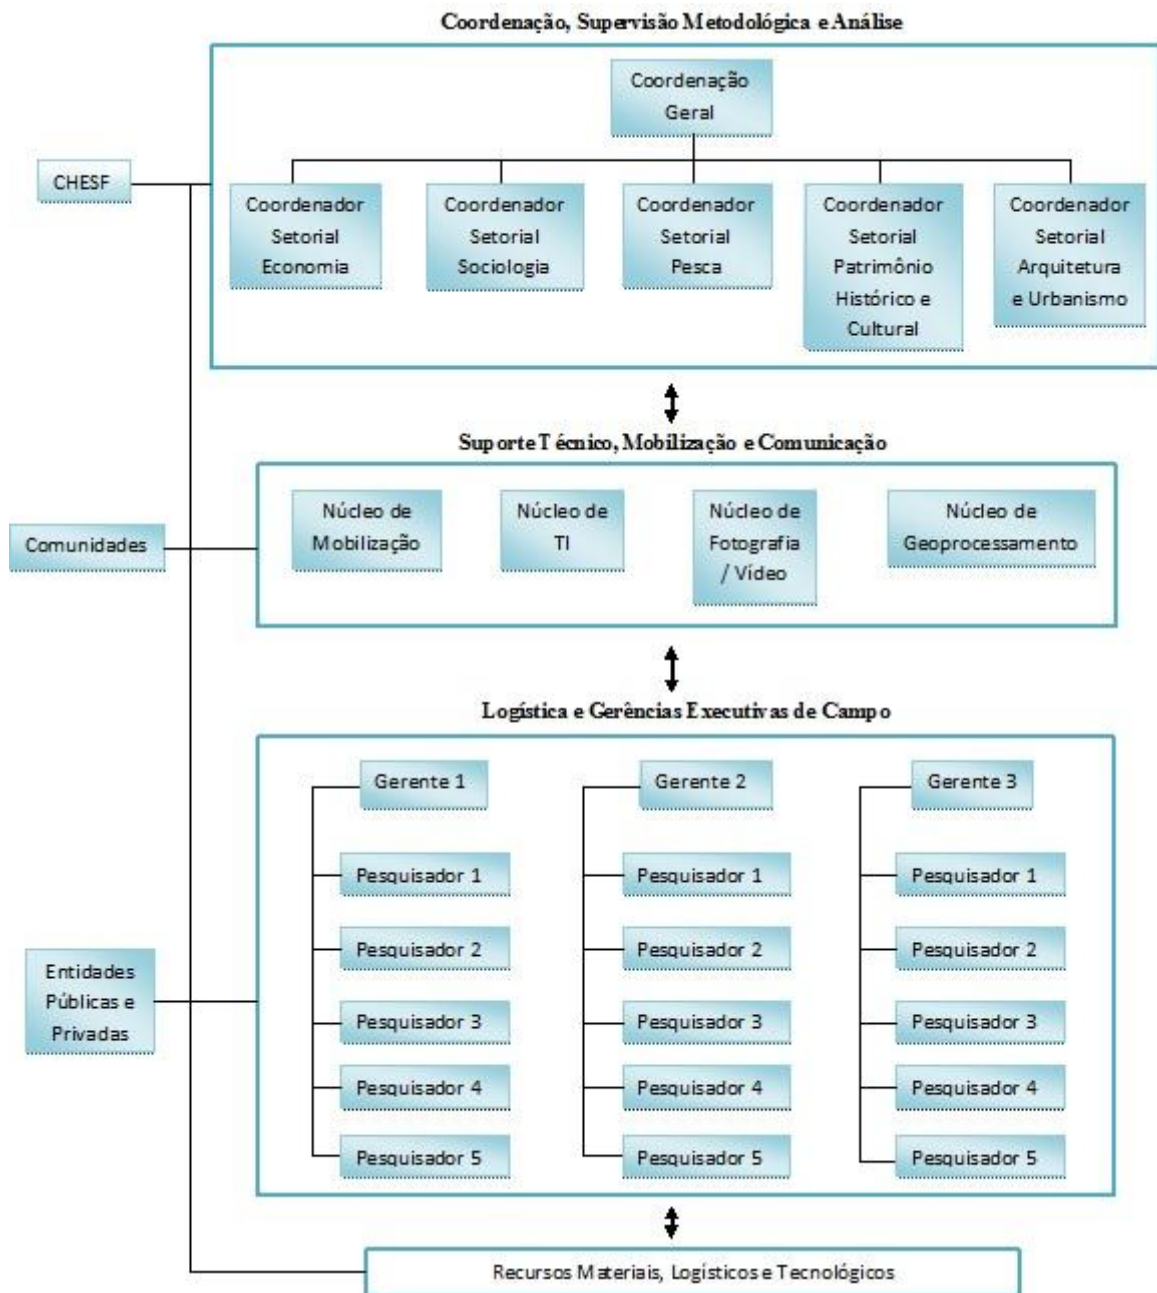 Coordenação, Supervisão Metodológica e Análise
Coordenação
Geral
CHESF
Coordenador
Setorial
Economia
Coordenador
Setorial
Sociologia
Coordenador
Setorial
Pesca
Coordenador
Setorial
Patrimônio
Histórico e
Cultural
Coordenador
Setorial
Arquitetura
e Urbanismo
Suporte Técnico, Mobilização e Comunicação
Comunidades
Núcleo de
Mobilização
Núcleo de
TI
Núcleo de
Fotografia
/ Vídeo
Núcleo de
Geoprocessamento
Logística e Gerências Executivas de Campo
Entidades
Públicas e
Privadas
Gerente 1
Pesquisador 1
Pesquisador 2
Pesquisador 3
Pesquisador 4
Pesquisador 5
Gerente 2
Pesquisador 1
Pesquisador 2
Pesquisador 3
Pesquisador 4
Pesquisador 5
Gerente 3
Pesquisador 1
Pesquisador 2
Pesquisador 3
Pesquisador 4
Pesquisador 5
Recursos Materiais, Logísticos e Tecnológicos